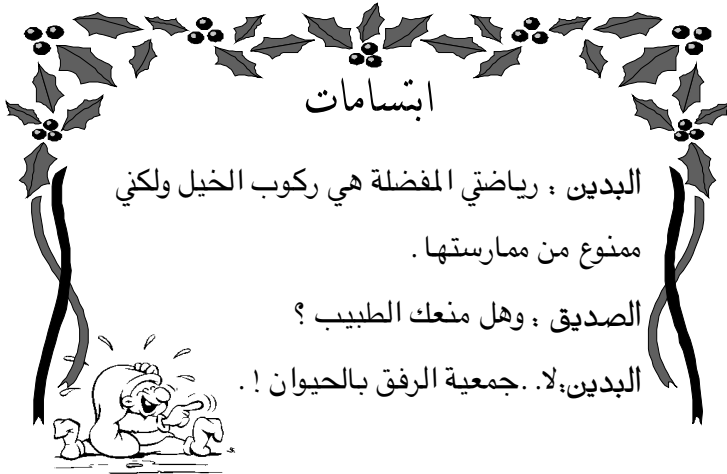 ابتسامات
البدين : رياضتي المفضلة هي ركوب الخيل ولكني
ممنوع من ممارستها .
الصديق : وهل منعك الطبيب ؟
البدين:لا. .جمعية الرفق بالحيوان ! .